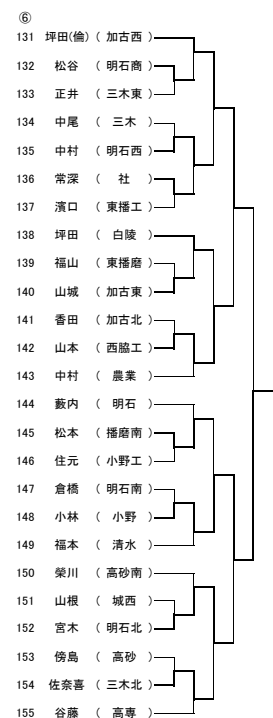 ⑥
131 坪田(倫) ( 加古西 )
132 松谷 ( 明石商 )
133 正井 ( 三木東 )
134 中尾 ( 三木 )
135 中村 ( 明石西 )
136 常深 ( 社 )
137 濱口 ( 東播工 )
138 坪田 ( 白陵 )
139 福山 ( 東播磨 )
140 山城 ( 加古東 )
141 香田 ( 加古北 )
142 山本 ( 西脇工 )
143 中村 ( 農業 )
144 藪内 ( 明石 )
145 松本 ( 播磨南 )
146 住元 ( 小野工 )
147 倉橋 ( 明石南 )
148 小林 ( 小野 )
149 福本 ( 清水 )
150 榮川 ( 高砂南 )
151 山根 ( 城西 )
152 宮木 ( 明石北 )
153 傍島 ( 高砂 )
154 佐奈喜 ( 三木北 )
155 谷藤 ( 高専 )